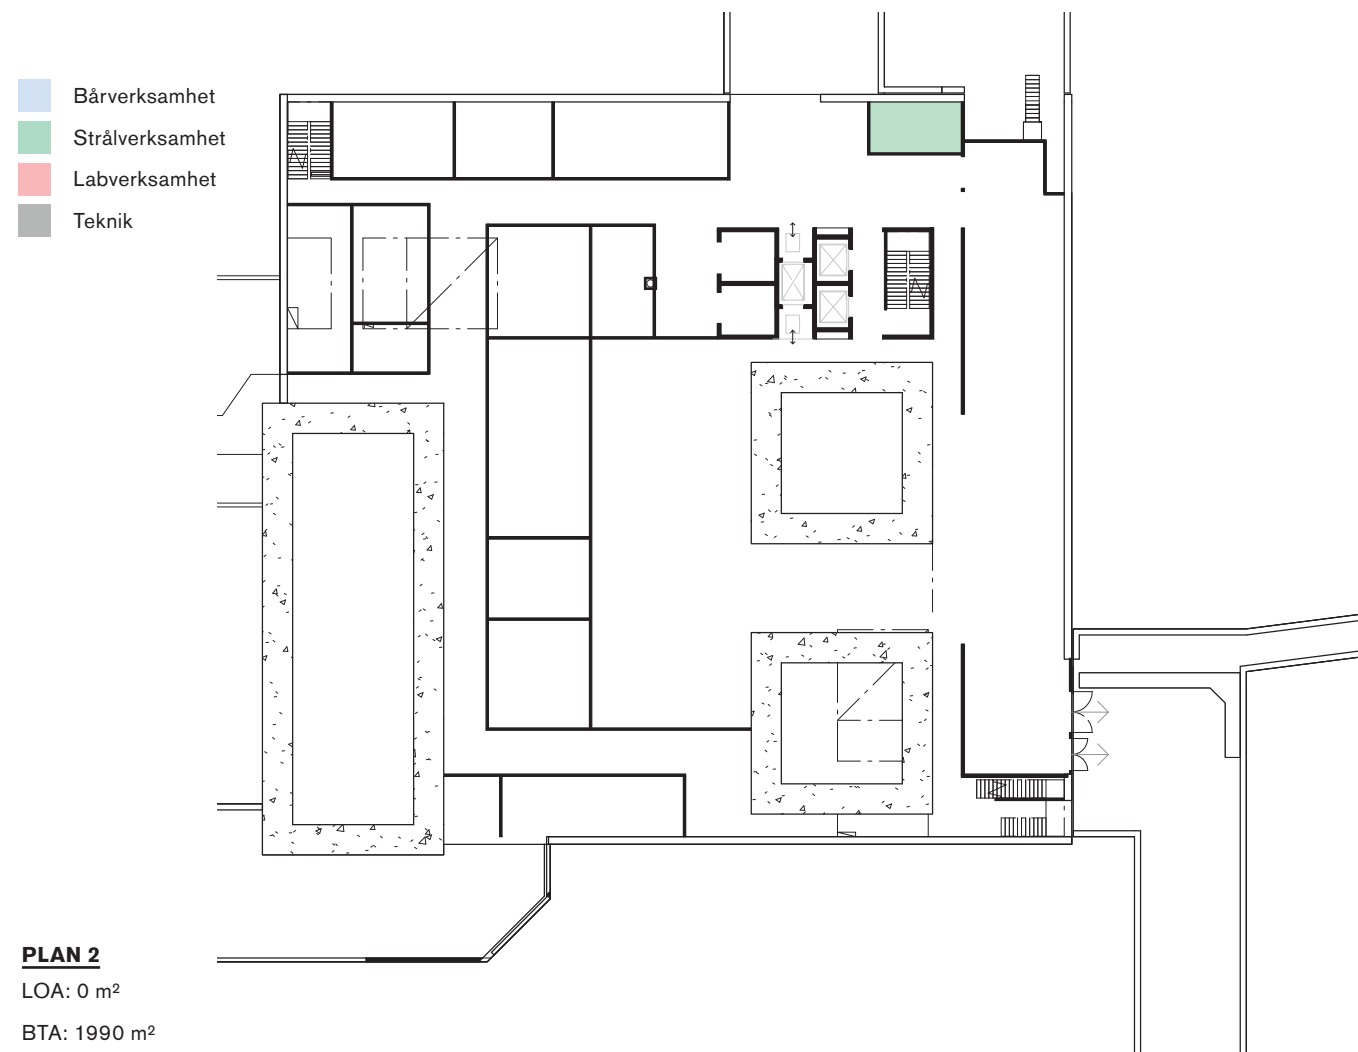 Bårverksamhet
Strålverksamhet
Labverksamhet
Teknik
PLAN 2
LOA: 0 m²
BTA: 1990 m²